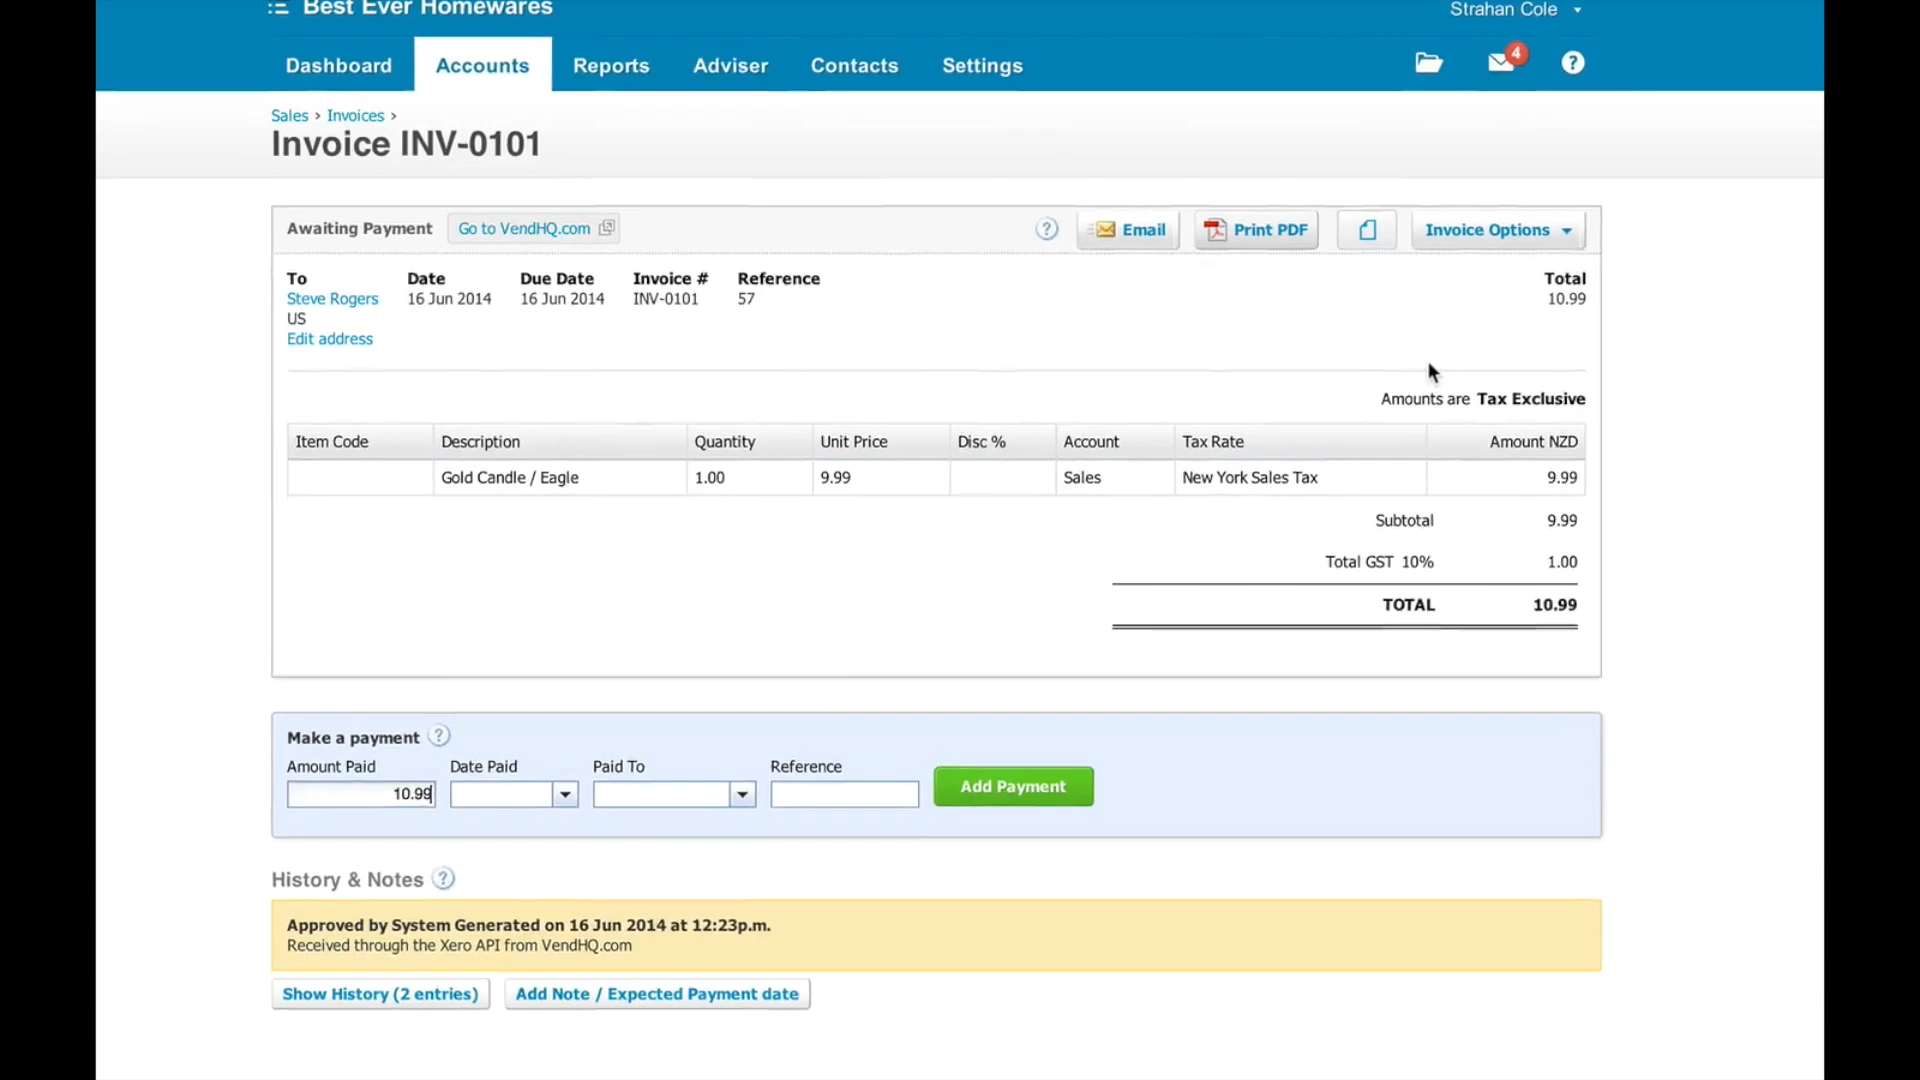 Best Ever Homewares
Strahan Cole
Dashboard Accounts Reports Adviser Contacts Settings
4
?
Sales › Invoices ›
Invoice INV-0101
Awaiting Payment Go to VendHQ.com ? Email Print PDF Invoice Options
To Date Due Date Invoice # Reference Total
Steve Rogers 16 Jun 2014 16 Jun 2014 INV-0101 57 10.99
US
Edit address
Amounts are Tax Exclusive
Item Code Description Quantity Unit Price Disc % Account Tax Rate Amount NZD
Gold Candle / Eagle 1.00 9.99 Sales New York Sales Tax 9.99
Subtotal 9.99
Total GST 10% 1.00
TOTAL 10.99
Make a payment ?
Amount Paid Date Paid Paid To Reference
10.99
Add Payment
History & Notes ?
Approved by System Generated on 16 Jun 2014 at 12:23p.m.
Received through the Xero API from VendHQ.com
Show History (2 entries) Add Note / Expected Payment date